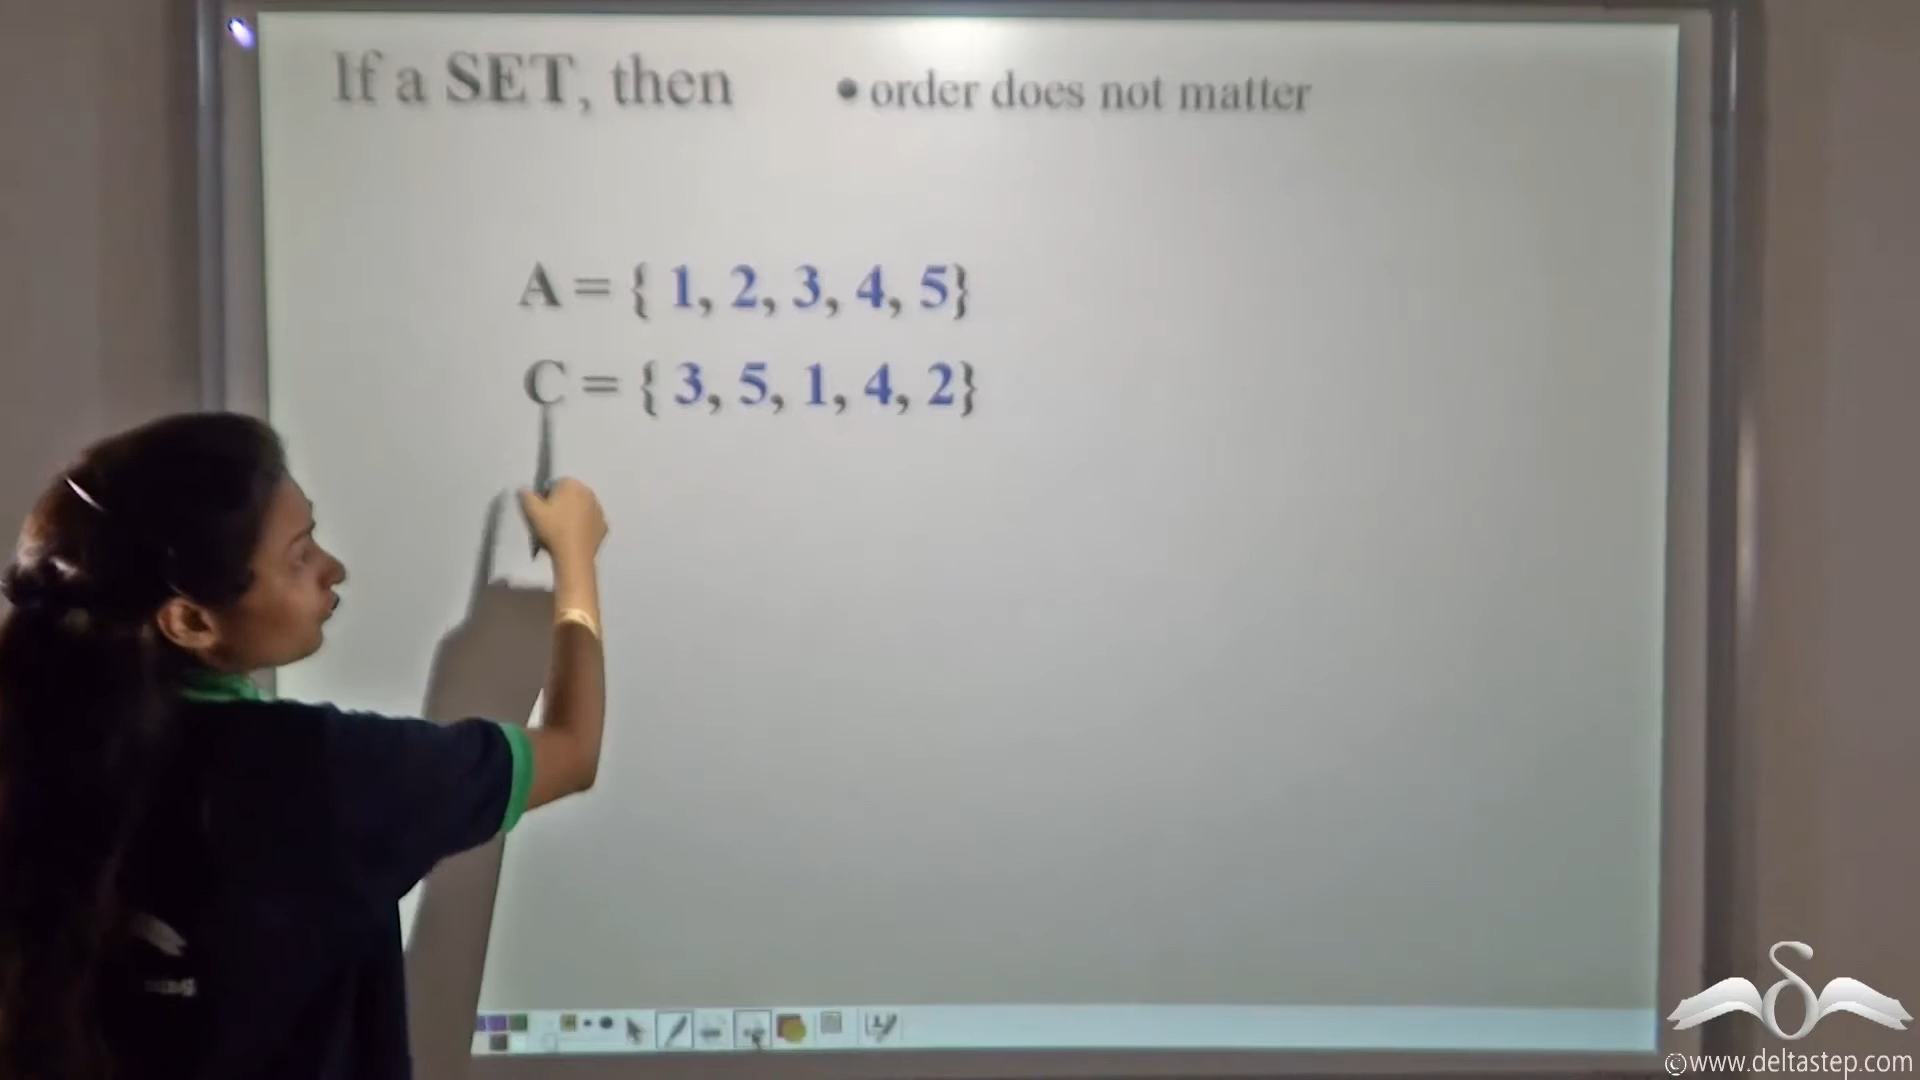 If a SET, then • order does not matter
A = { 1, 2, 3, 4, 5}
C = { 3, 5, 1, 4, 2}
©www.deltastep.com